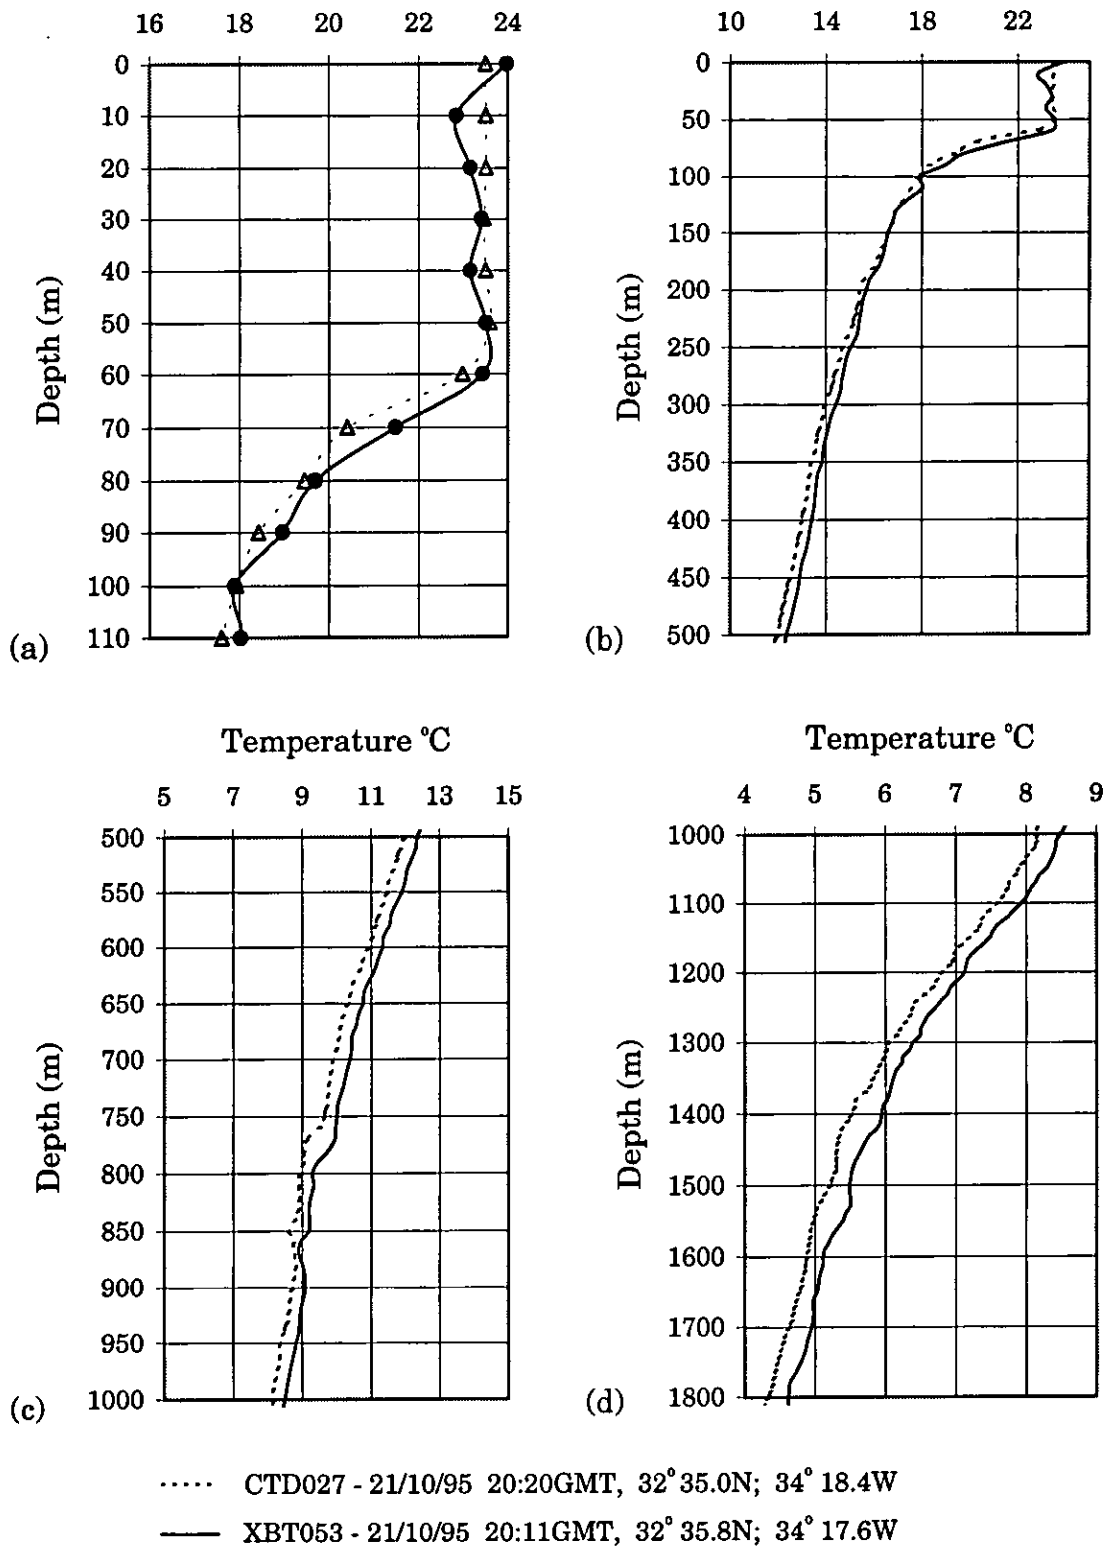 16 18 20 22 24
10 14 18 22
0
10
20
30
40
50
60
70
80
90
100
110
Depth (m)
(a)
0
50
100
150
200
250
300
350
400
450
500
Depth (m)
(b)
Temperature °C
Temperature °C
5 7 9 11 13 15
4 5 6 7 8 9
500
550
600
650
700
750
800
850
900
950
1000
Depth (m)
(c)
1000
1100
1200
1300
1400
1500
1600
1700
1800
Depth (m)
(d)
CTD027 - 21/10/95 20:20GMT, 32° 35.0N; 34° 18.4W
XBT053 - 21/10/95 20:11GMT, 32° 35.8N; 34° 17.6W